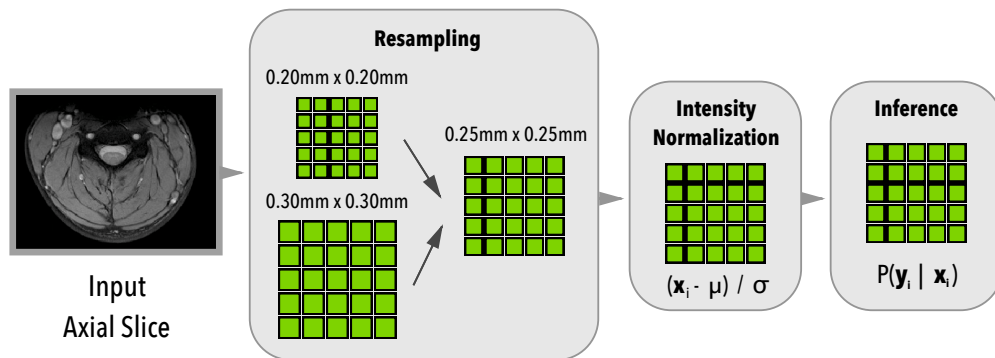 Input
Axial Slice
Resampling
0.20mm x 0.20mm
0.30mm x 0.30mm
0.25mm x 0.25mm
Intensity
Normalization
(xᵢ - μ) / σ
Inference
P(yᵢ | xᵢ)